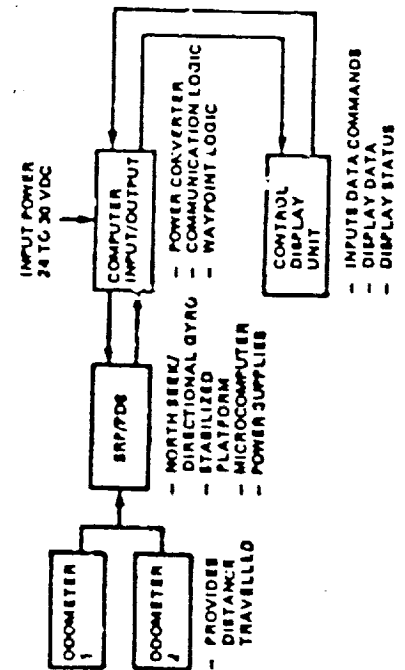 ODOMETER
1
ODOMETER
2
- PROVIDES
DISTANCE
TRAVELLED
SRP/PDS
- NORTH SEEK/
DIRECTIONAL GYRO
- STABILIZED
PLATFORM
- MICROCOMPUTER
- POWER SUPPLIES
INPUT POWER
24 TO 30 VDC
COMPUTER
INPUT/OUTPUT
- POWER CONVERTER
- COMMUNICATION LOGIC
- WAYPOINT LOGIC
CONTROL
DISPLAY
UNIT
- INPUTS DATA COMMANDS
- DISPLAY DATA
- DISPLAY STATUS